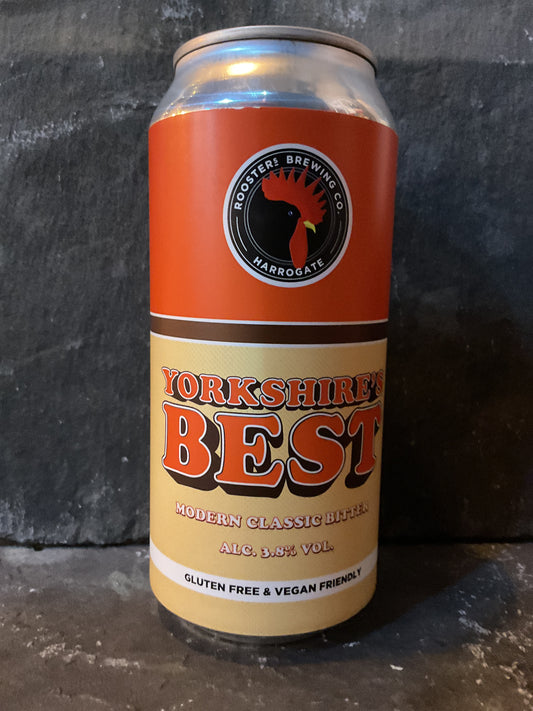 ROOSTERS BREWING CO.
HARROGATE
YORKSHIRE'S
BEST
MODERN CLASSIC BITTER
ALC. 3.8% VOL.
GLUTEN FREE & VEGAN FRIENDLY